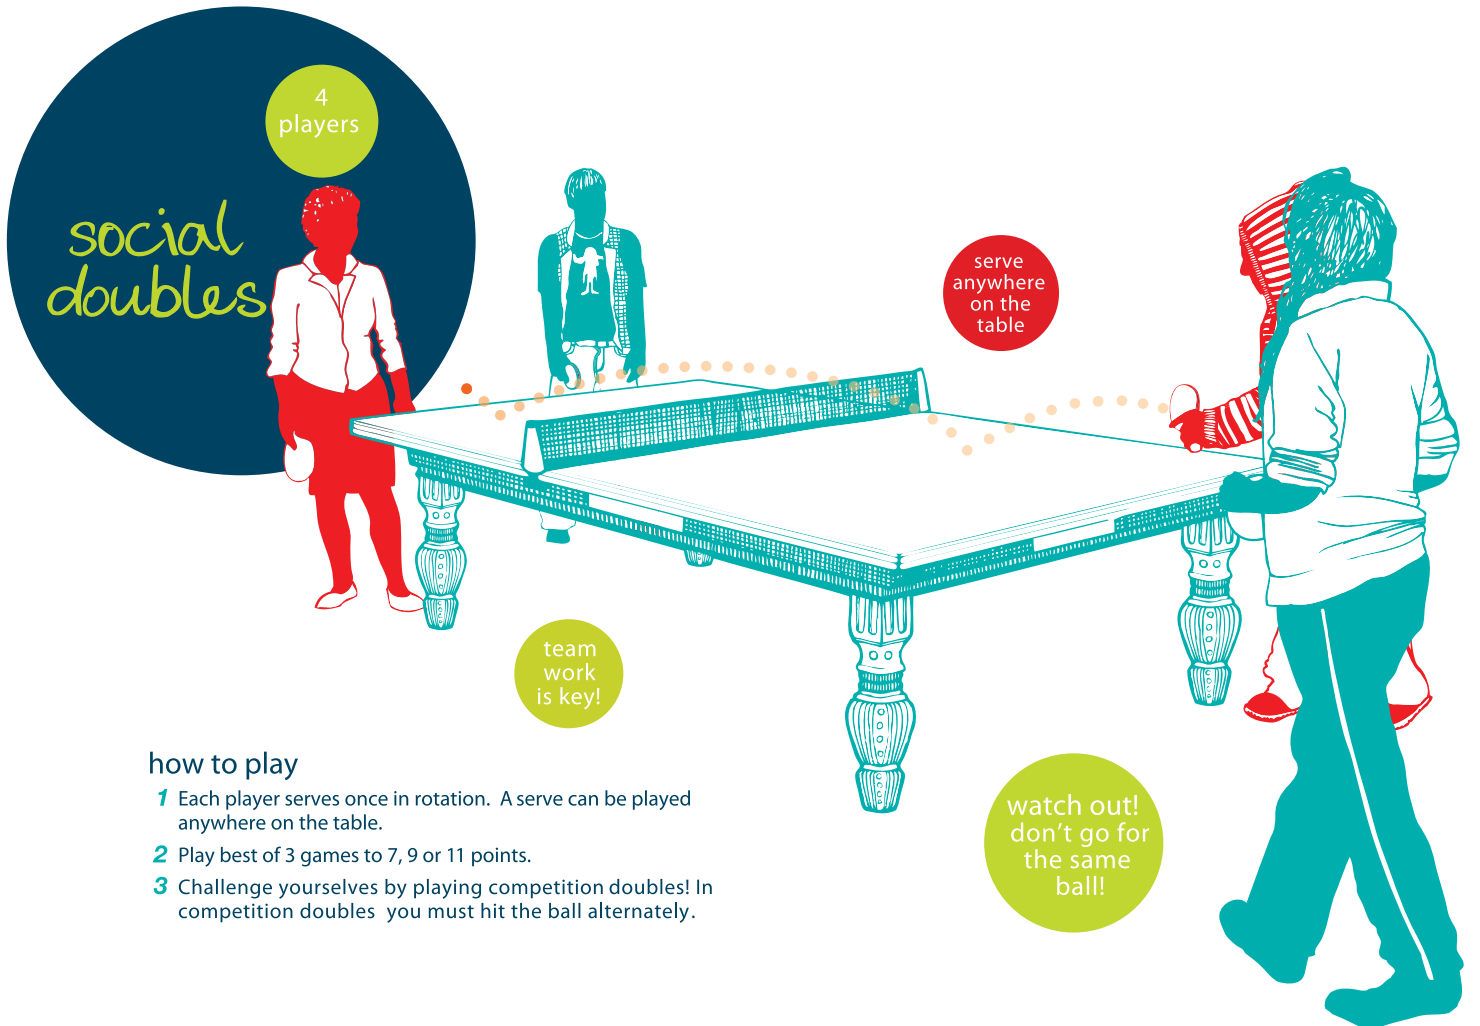 4
players
social
doubles
serve
anywhere
on the
table
team
work
is key!
how to play
1 Each player serves once in rotation.  A serve can be played
anywhere on the table.
2 Play best of 3 games to 7, 9 or 11 points.
3 Challenge yourselves by playing competition doubles! In
competition doubles  you must hit the ball alternately.
watch out!
don't go for
the same
ball!